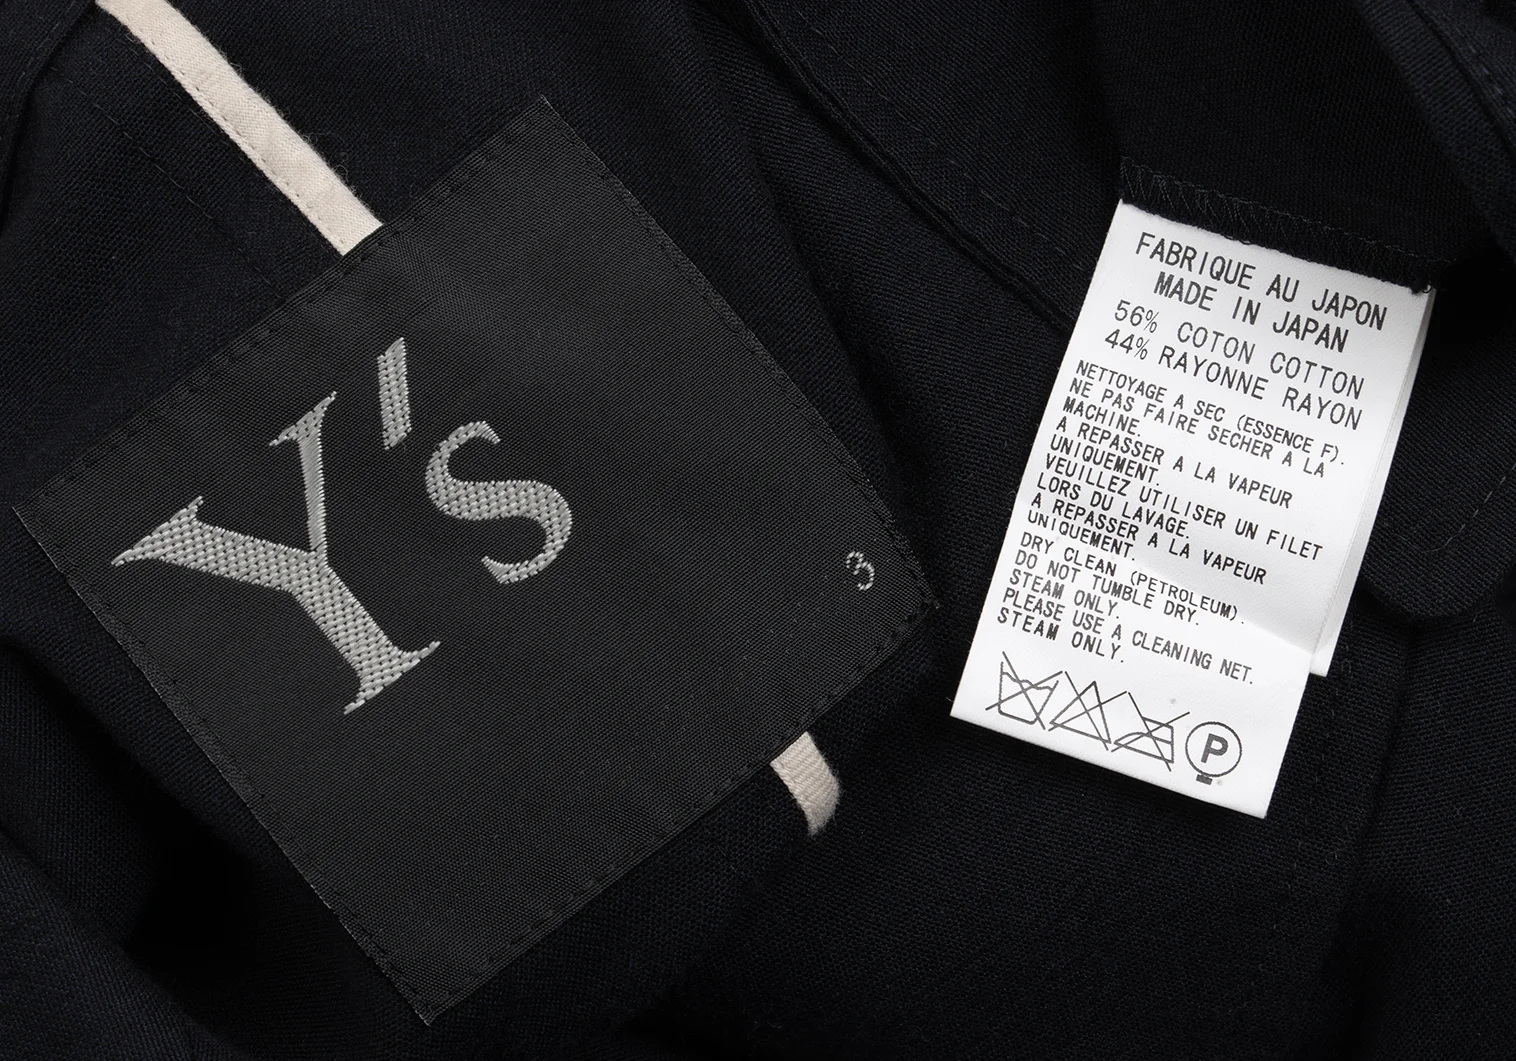 Y's
3
FABRIQUE AU JAPON
MADE IN JAPAN
56% COTON COTTON
44% RAYONNE RAYON
NETTOYAGE A SEC (ESSENCE F).
NE PAS FAIRE SECHER A LA
MACHINE.
A REPASSER A LA VAPEUR
UNIQUEMENT.
VEUILLEZ UTILISER UN FILET
LORS DU LAVAGE.
A REPASSER A LA VAPEUR
UNIQUEMENT.
DRY CLEAN (PETROLEUM).
DO NOT TUMBLE DRY.
STEAM ONLY.
PLEASE USE A CLEANING NET.
STEAM ONLY.
P